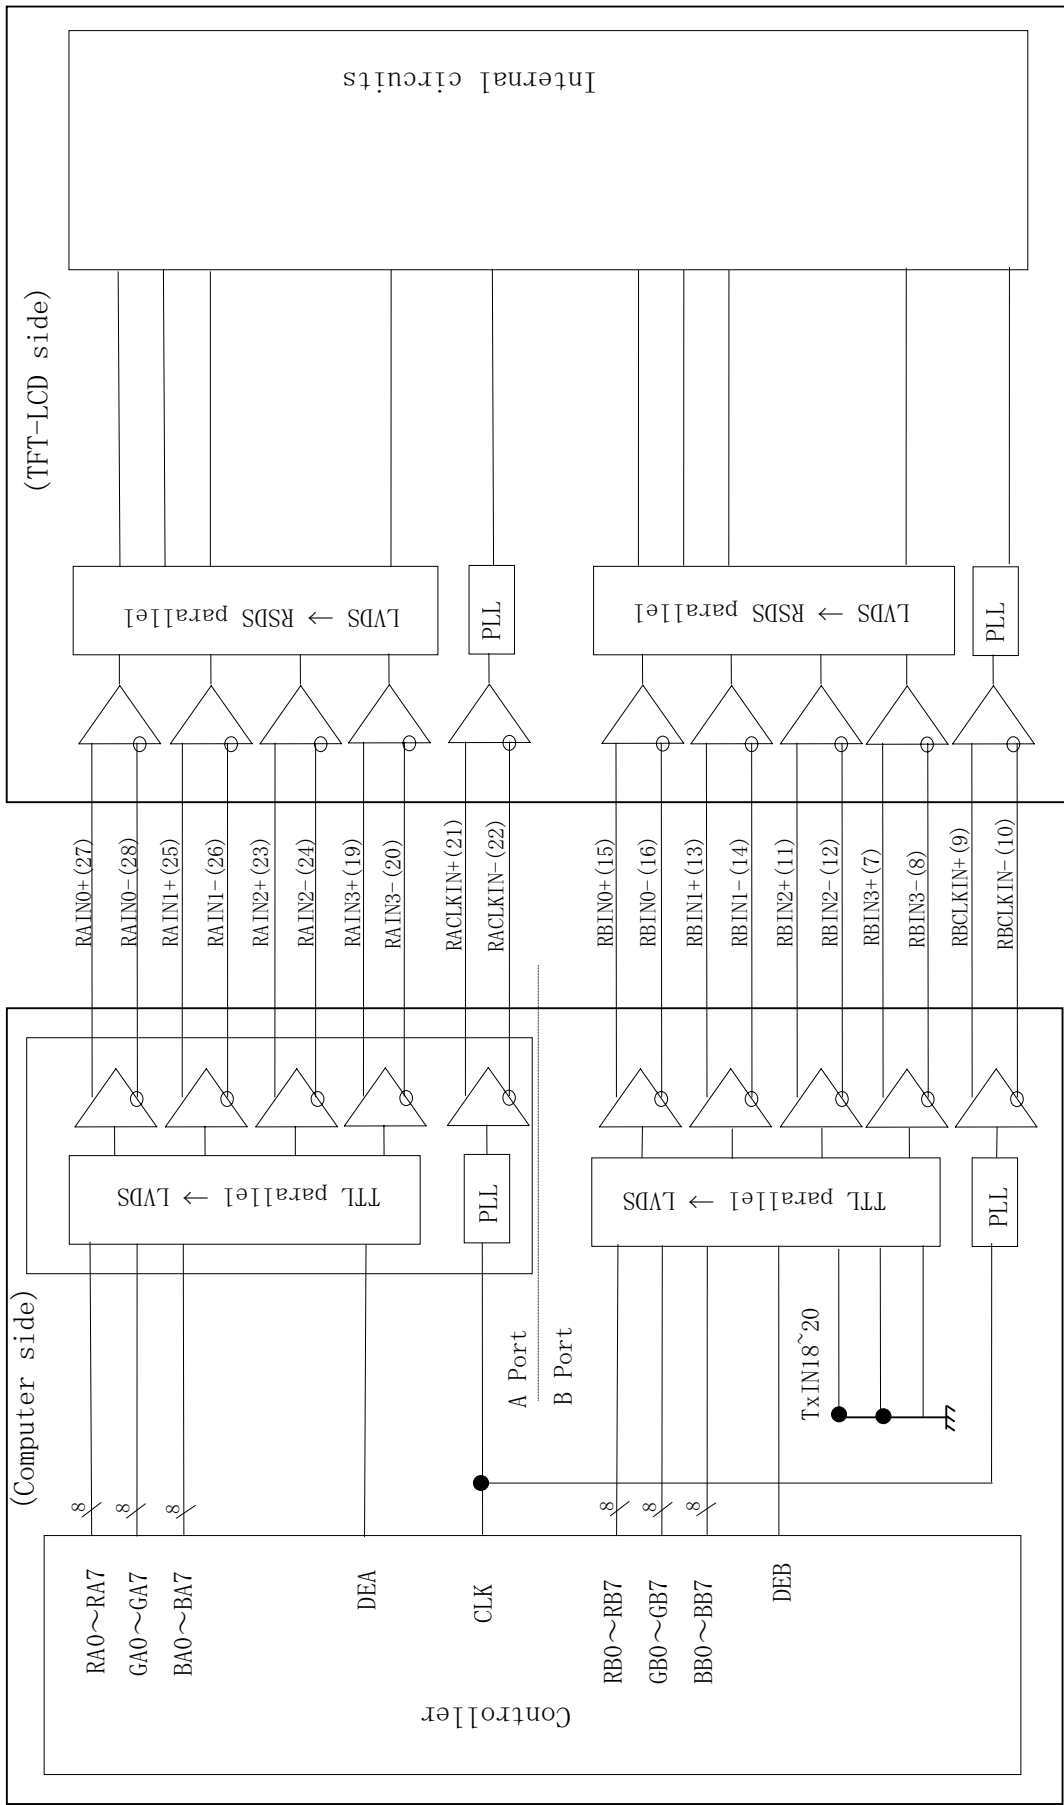 Internal circuits
(TFT-LCD side)
LVDS → RSDS parallel
PLL
LVDS → RSDS parallel
PLL
RAIN0+(27)
RAIN0-(28)
RAIN1+(25)
RAIN1-(26)
RAIN2+(23)
RAIN2-(24)
RAIN3+(19)
RAIN3-(20)
RACLKIN+(21)
RACLKIN-(22)
RBIN0+(15)
RBIN0-(16)
RBIN1+(13)
RBIN1-(14)
RBIN2+(11)
RBIN2-(12)
RBIN3+(7)
RBIN3-(8)
RBCLKIN+(9)
RBCLKIN-(10)
TTL parallel → LVDS
PLL
TTL parallel → LVDS
PLL
(Computer side)
A Port
B Port
TxIN18~20
8
8
8
8
8
8
RA0～RA7
GA0～GA7
BA0～BA7
DEA
CLK
RB0～RB7
GB0～GB7
BB0～BB7
DEB
Controller